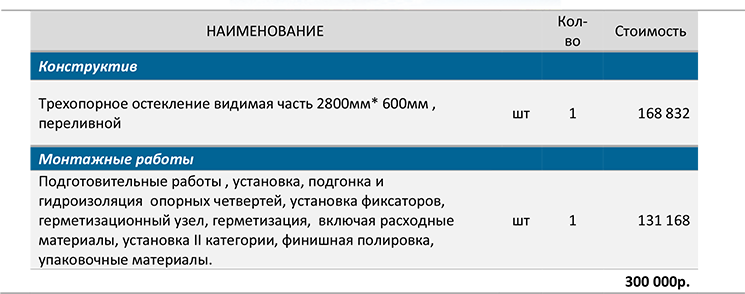 НАИМЕНОВАНИЕ Кол-во Стоимость
Конструктив
Трехопорное остекление видимая часть 2800мм* 600мм ,
переливной шт 1 168 832
Монтажные работы
Подготовительные работы , установка, подгонка и
гидроизоляция опорных четвертей, установка фиксаторов,
герметизационный узел, герметизация, включая расходные
материалы, установка II категории, финишная полировка,
упаковочные материалы.
шт 1 131 168
300 000р.